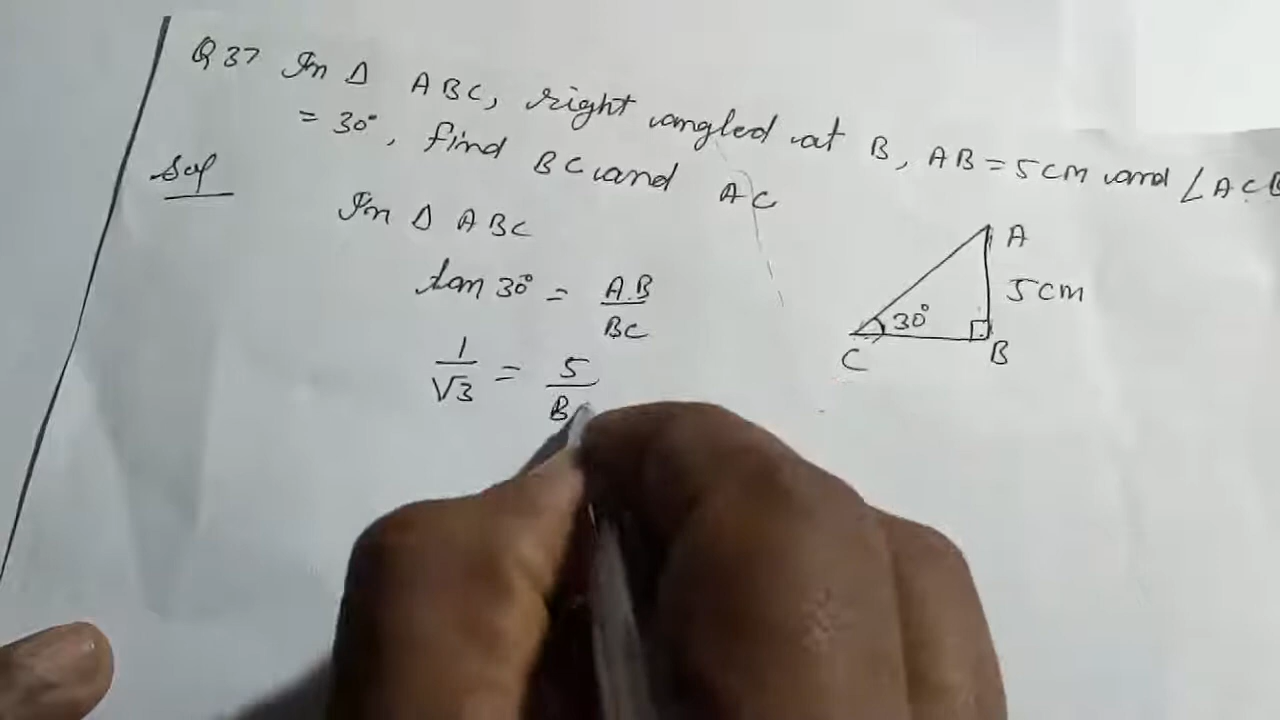 Q 37 In Δ ABC, right angled at B, AB = 5 cm and ∠ACB
= 30°, find BC and AC
Sol
In Δ ABC
tan 30° = AB/BC
1/√3 = 5/B
A
5 cm
30°
C
B